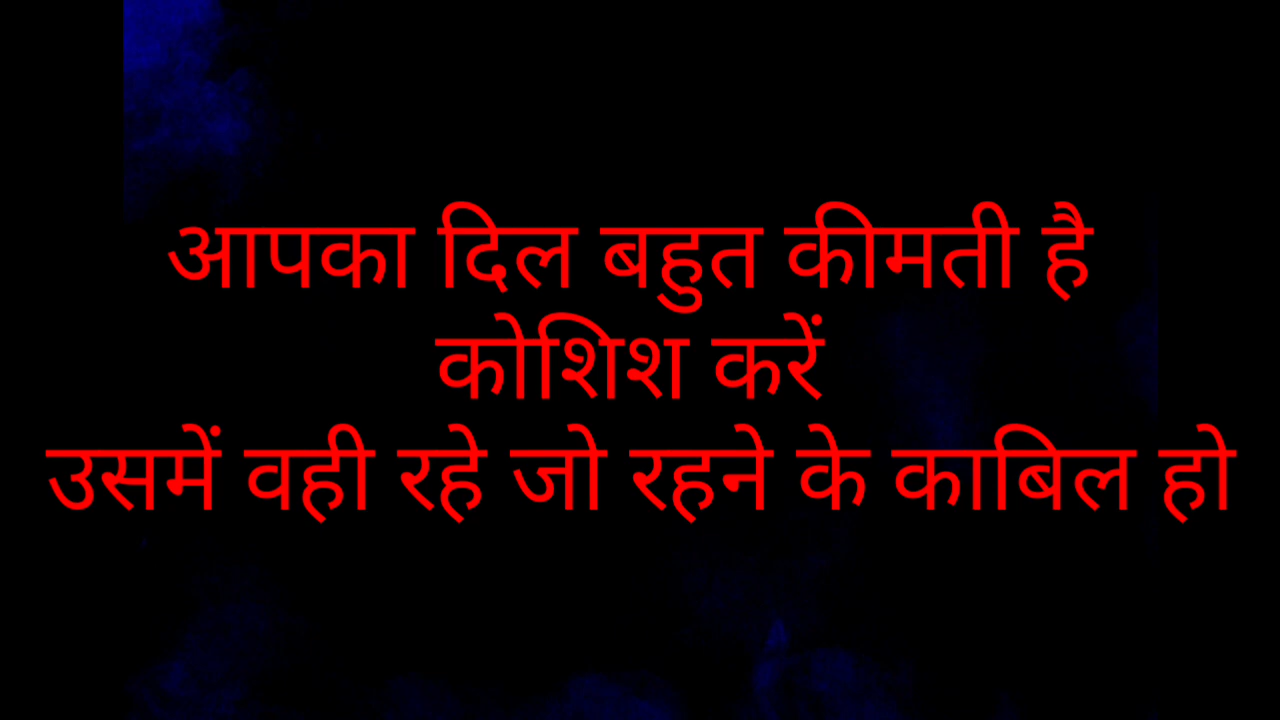 आपका दिल बहुत कीमती है
कोशिश करें
उसमें वही रहे जो रहने के काबिल हो